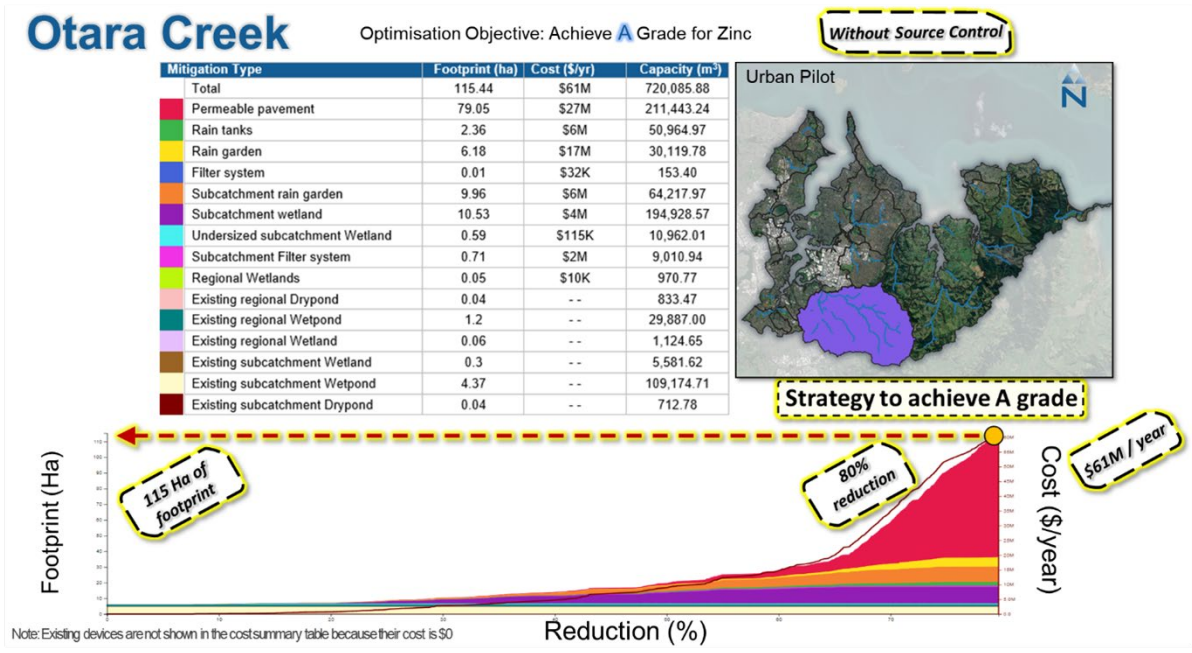 Otara Creek
Optimisation Objective: Achieve A Grade for Zinc
Without Source Control
Mitigation Type Footprint (ha) Cost ($/yr) Capacity (m³)
Total 115.44 $61M 720,085.88
Permeable pavement 79.05 $27M 211,443.24
Rain tanks 2.36 $6M 50,964.97
Rain garden 6.18 $17M 30,119.78
Filter system 0.01 $32K 153.40
Subcatchment rain garden 9.96 $6M 64,217.97
Subcatchment wetland 10.53 $4M 194,928.57
Undersized subcatchment Wetland 0.59 $115K 10,962.01
Subcatchment Filter system 0.71 $2M 9,010.94
Regional Wetlands 0.05 $10K 970.77
Existing regional Drypond 0.04 - - 833.47
Existing regional Wetpond 1.2 - - 29,887.00
Existing regional Wetland 0.06 - - 1,124.65
Existing subcatchment Wetland 0.3 - - 5,581.62
Existing subcatchment Wetpond 4.37 - - 109,174.71
Existing subcatchment Drypond 0.04 - - 712.78
Urban Pilot
N
Strategy to achieve A grade
Footprint (Ha)
115 Ha of
footprint
80%
reduction
Cost ($/year)
$61M / year
Reduction (%)
Note: Existing devices are not shown in the cost summary table because their cost is $0